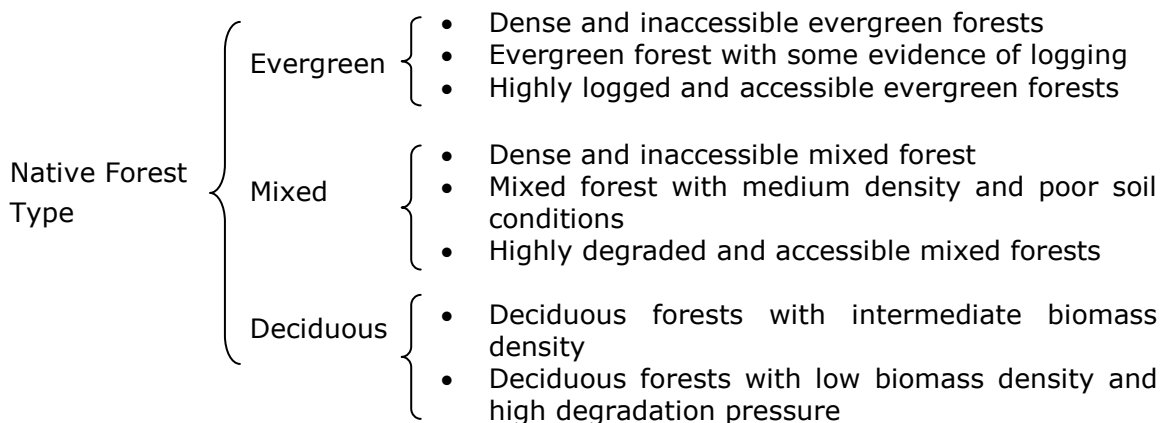 Native Forest
Type
Evergreen
• Dense and inaccessible evergreen forests
• Evergreen forest with some evidence of logging
• Highly logged and accessible evergreen forests
Mixed
• Dense and inaccessible mixed forest
• Mixed forest with medium density and poor soil
conditions
• Highly degraded and accessible mixed forests
Deciduous
• Deciduous forests with intermediate biomass
density
• Deciduous forests with low biomass density and
high degradation pressure